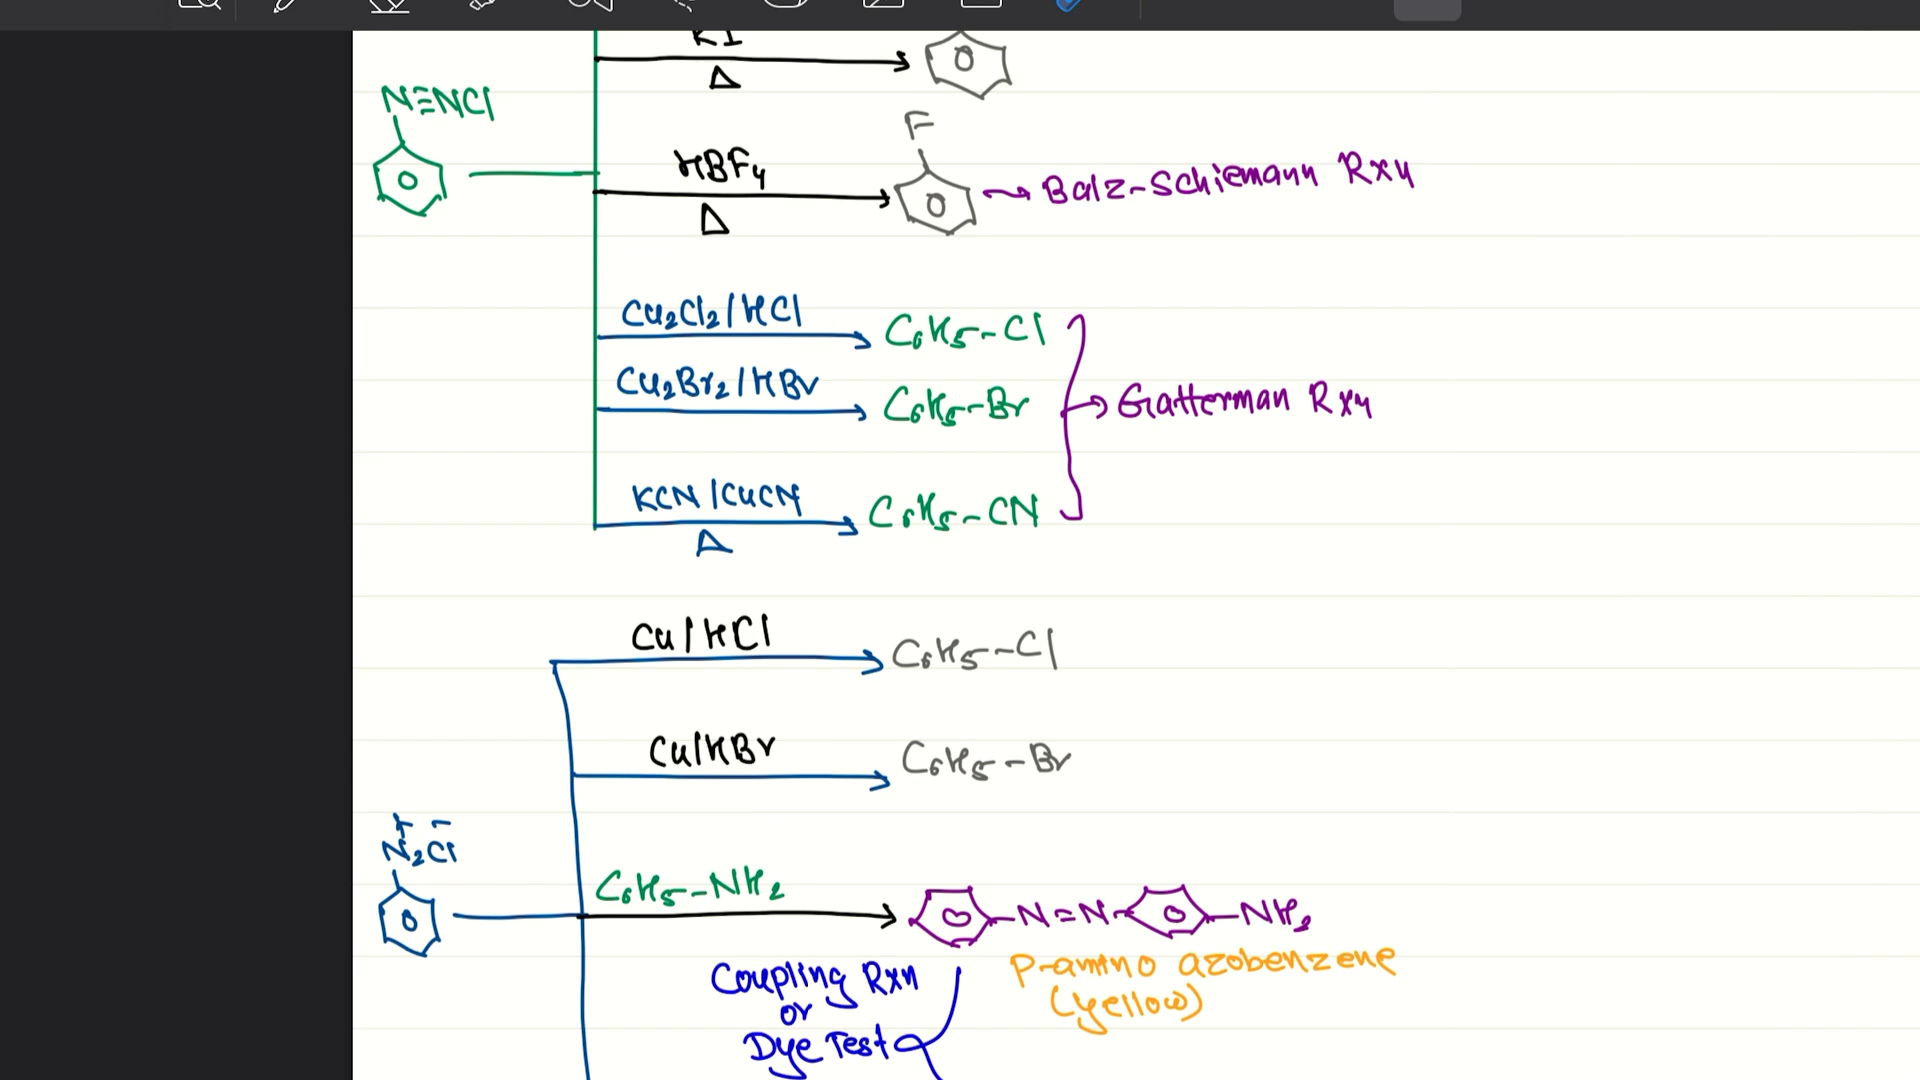 KI
Δ
N≡NCl
F
HBF4
Δ
Balz-Schiemann Rxn
Cu2Cl2/HCl
C6H5-Cl
Cu2Br2/HBr
C6H5-Br
Gatterman Rxn
KCN/CuCN
C6H5-CN
Δ
Cu/HCl
C6H5-Cl
Cu/HBr
C6H5-Br
+ -
N2Cl
C6H5-NH2
-N=N-
-NH2
Coupling Rxn
or
Dye Test
P-amino azobenzene
(yellow)